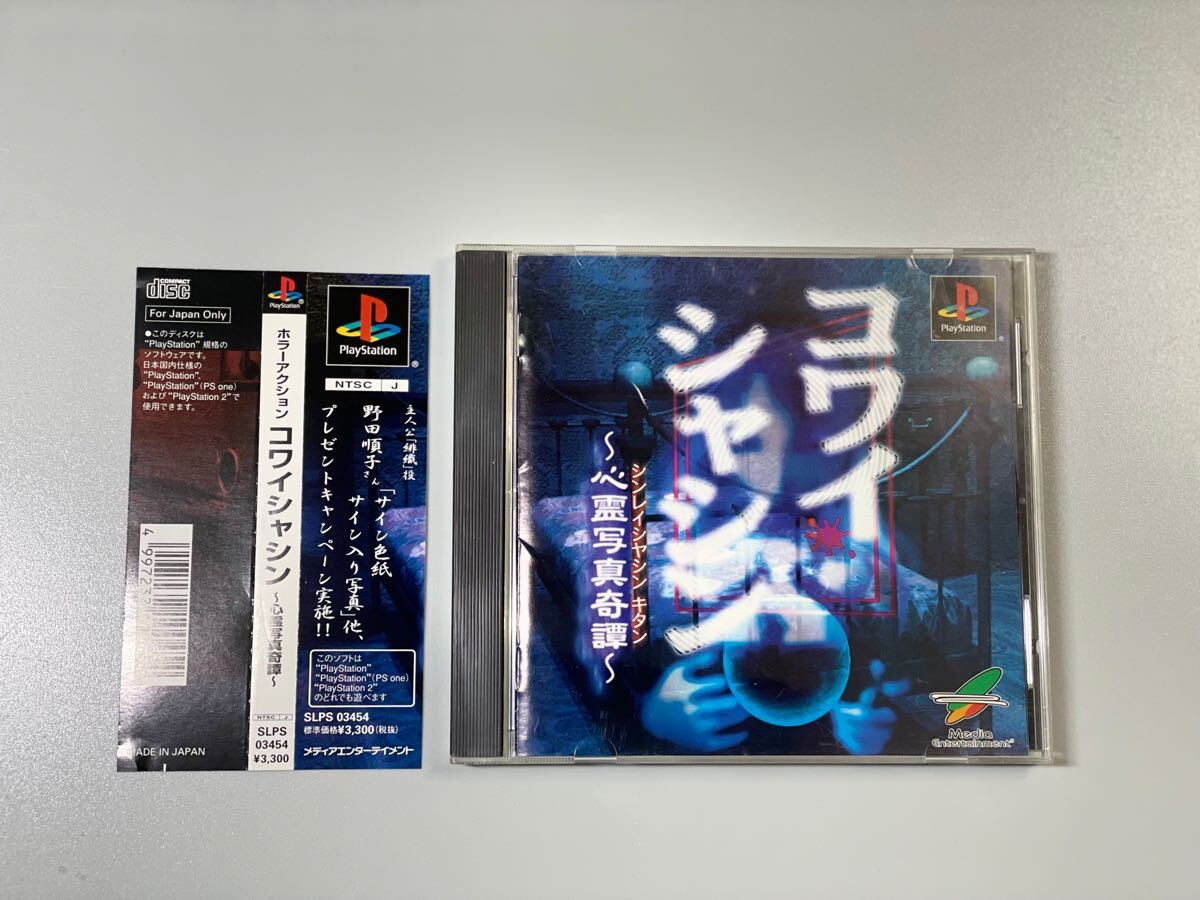 COMPACT
disc
For Japan Only
●このディスクは
"PlayStation" 規格の
ソフトウェアです。
日本国内仕様の
"PlayStation"、
"PlayStation" (PS one)
および"PlayStation 2"で
使用できます。
MADE IN JAPAN
PlayStation
ホラーアクション コワイシャシン ～心霊写真奇譚～
NTSC J
SLPS
03454
¥3,300
PlayStation
NTSC J
主人公「緋織」役
野田順子さん「サイン色紙
サイン入り写真」他、
プレゼントキャンペーン実施!!
このソフトは
"PlayStation"
"PlayStation" (PS one)
"PlayStation 2"
のどれでも遊べます
SLPS 03454
標準価格¥3,300(税抜)
メディアエンターテイメント
PlayStation
コワイ
シャシン
シンレイシャシン キタン
～心霊写真奇譚～
Media
Entertainment